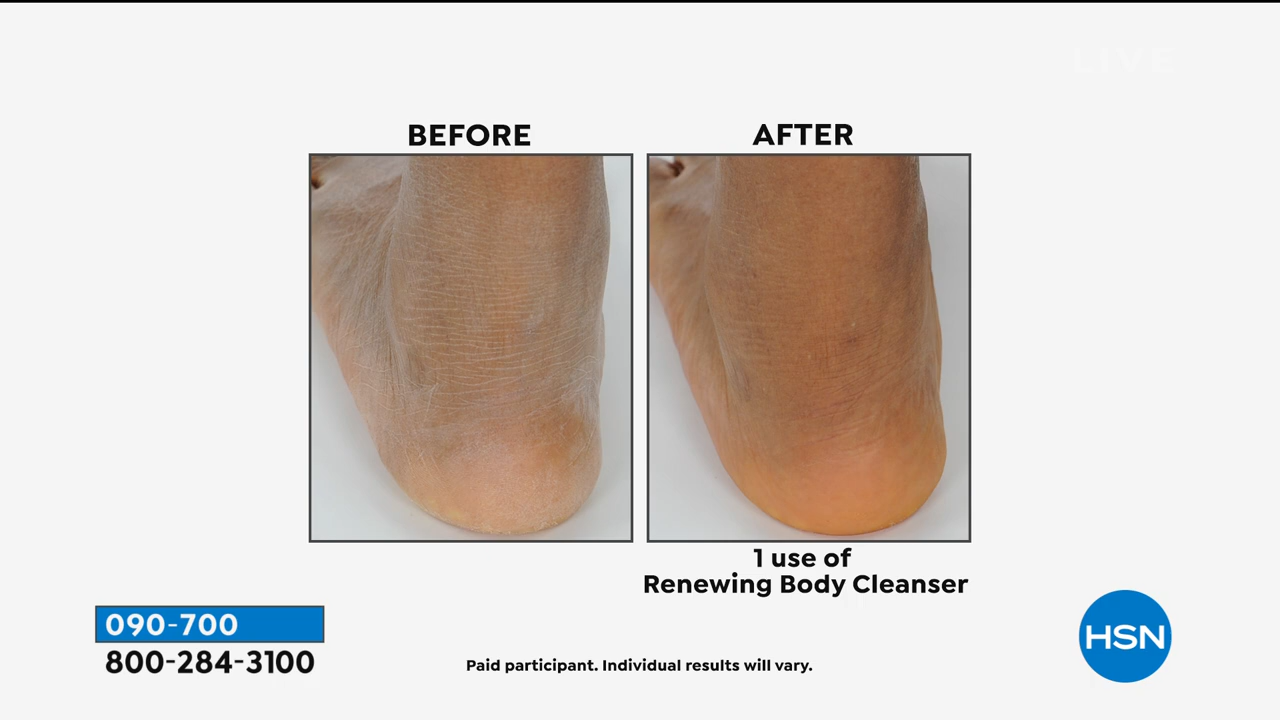 LIVE
BEFORE
AFTER
1 use of
Renewing Body Cleanser
090-700
800-284-3100
Paid participant. Individual results will vary.
HSN